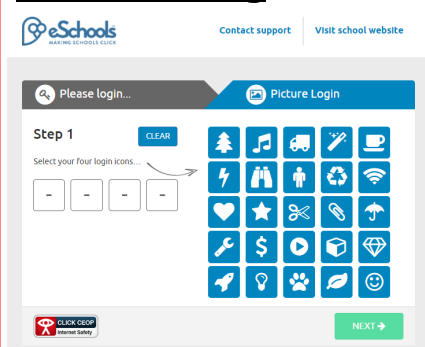 eSchools
MAKING SCHOOLS CLICK
Contact support
Visit school website
Please login...
Picture Login
Step 1
CLEAR
Select your four login icons...
- - - -
$
CLICK CEOP
Internet Safety
NEXT →